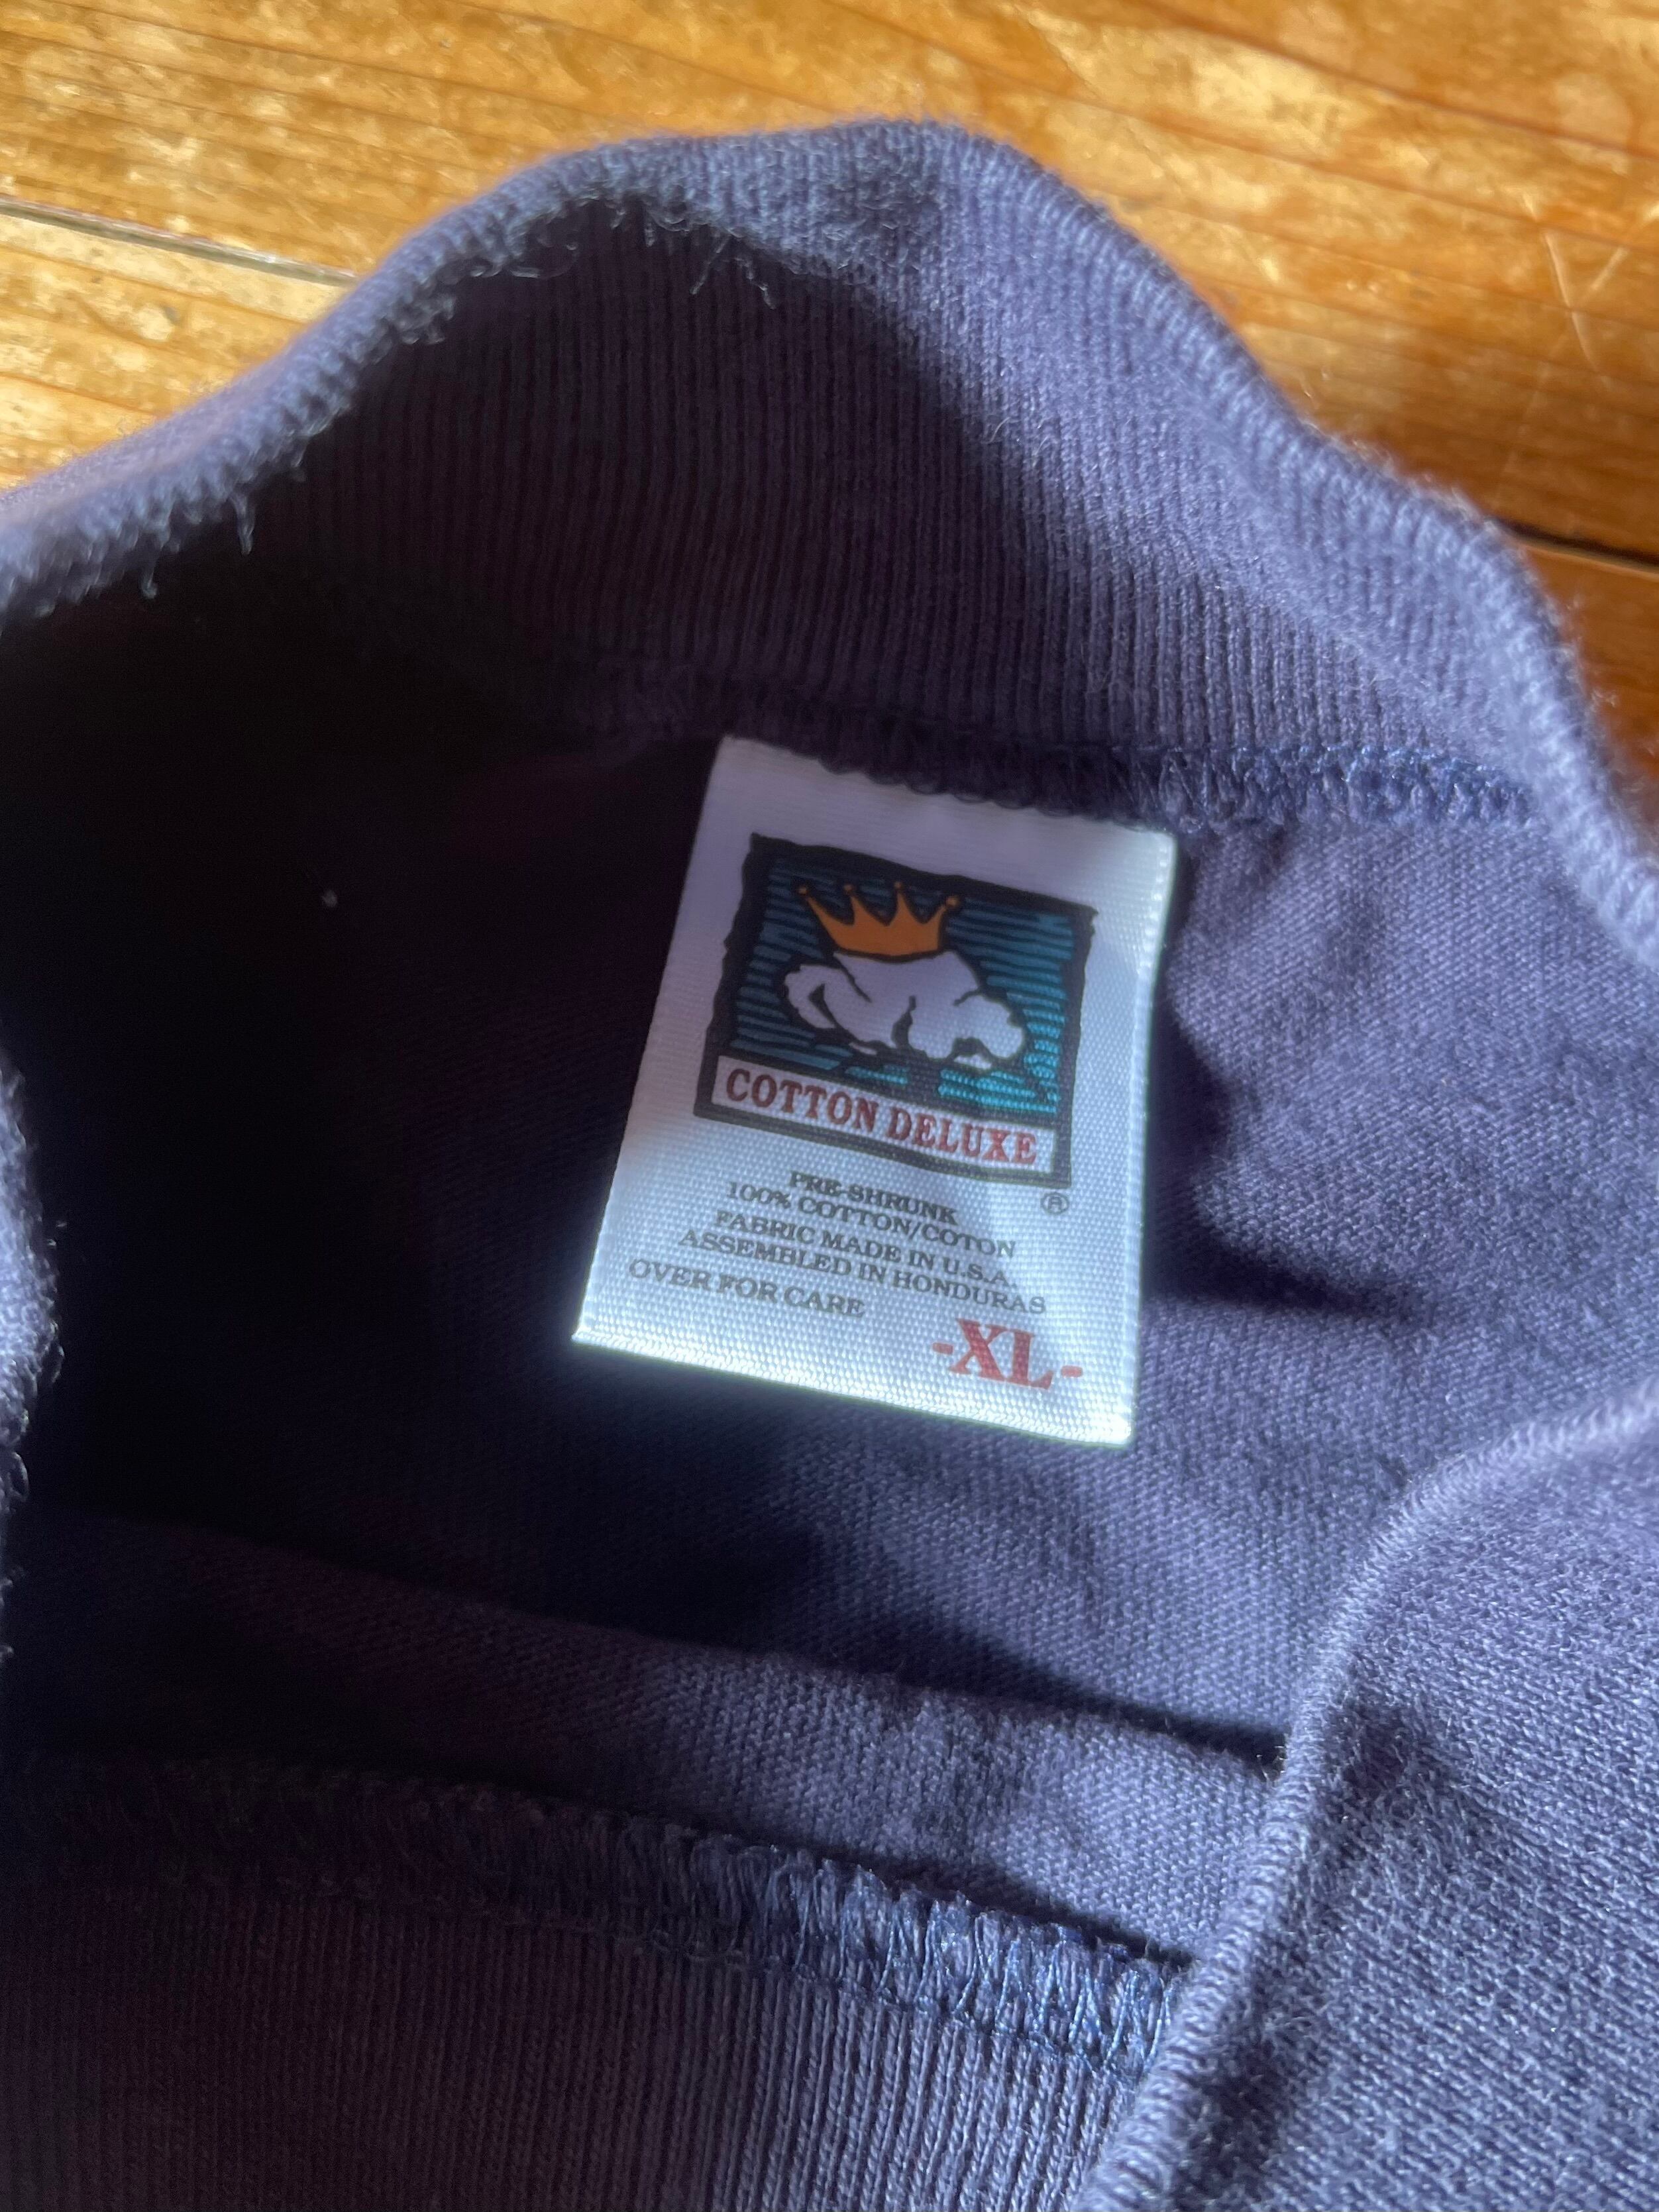 COTTON DELUXE
®
PRE-SHRUNK
100% COTTON/COTON
FABRIC MADE IN U.S.A.
ASSEMBLED IN HONDURAS
OVER FOR CARE
-XL-